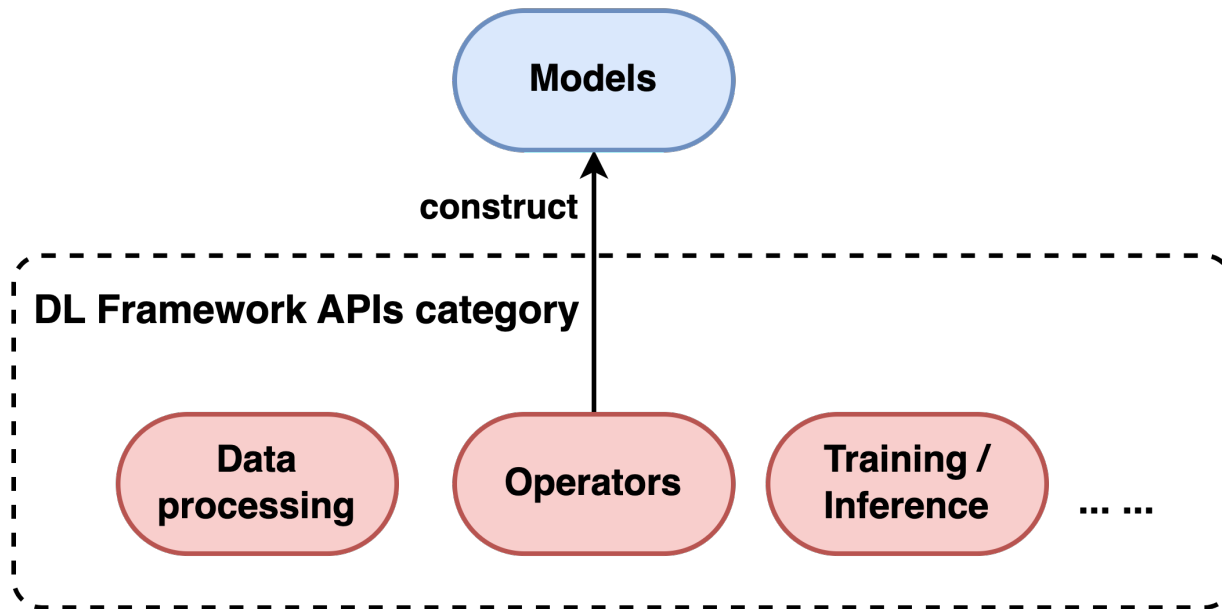 Models
construct
DL Framework APIs category
Data
processing
Operators
Training /
Inference
... ...